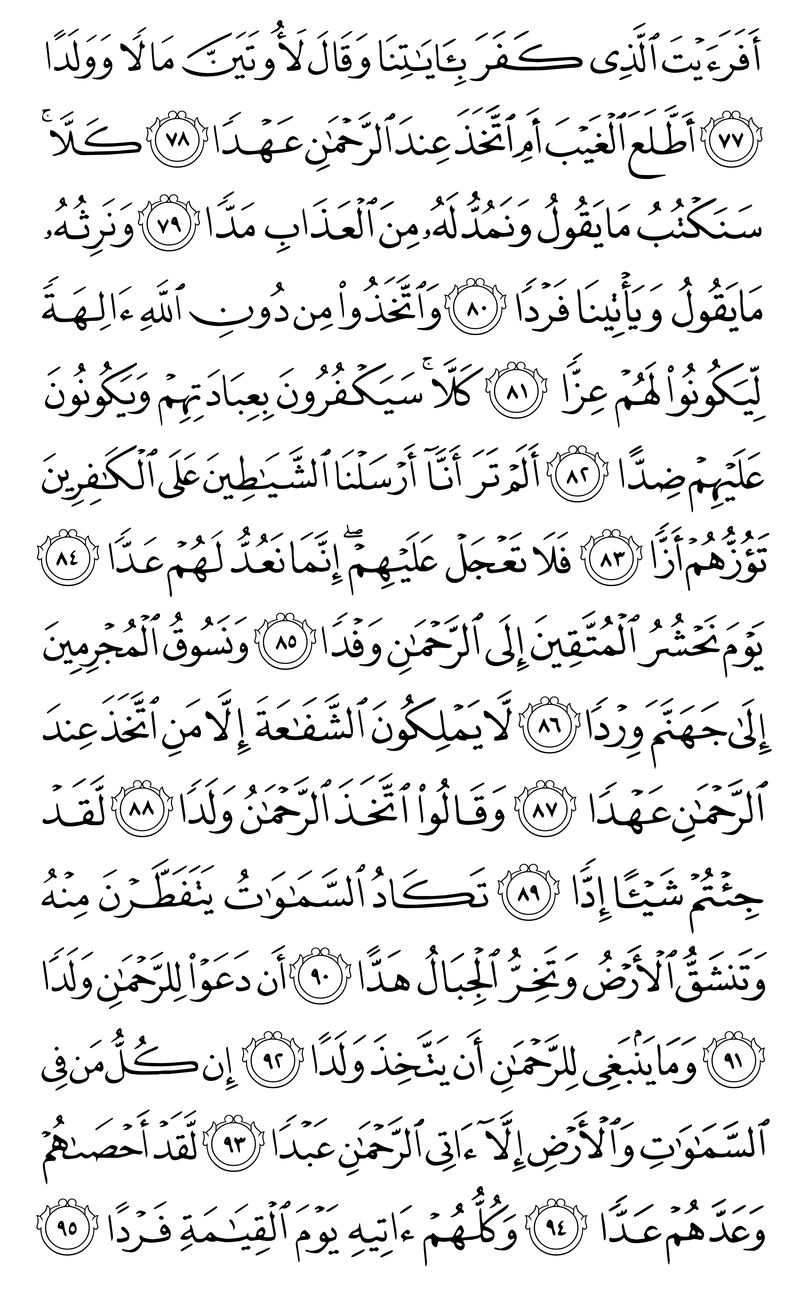 أَفَرَءَيْتَ ٱلَّذِى كَفَرَ بِـَٔايَـٰتِنَا وَقَالَ لَأُوتَيَنَّ مَالًا وَوَلَدًا
٧٧ أَطَّلَعَ ٱلْغَيْبَ أَمِ ٱتَّخَذَ عِندَ ٱلرَّحْمَـٰنِ عَهْدًا ٧٨ كَلَّا ۚ
سَنَكْتُبُ مَا يَقُولُ وَنَمُدُّ لَهُۥ مِنَ ٱلْعَذَابِ مَدًّا ٧٩ وَنَرِثُهُۥ
مَا يَقُولُ وَيَأْتِينَا فَرْدًا ٨٠ وَٱتَّخَذُوا۟ مِن دُونِ ٱللَّهِ ءَالِهَةً
لِّيَكُونُوا۟ لَهُمْ عِزًّا ٨١ كَلَّا ۚ سَيَكْفُرُونَ بِعِبَادَتِهِمْ وَيَكُونُونَ
عَلَيْهِمْ ضِدًّا ٨٢ أَلَمْ تَرَ أَنَّآ أَرْسَلْنَا ٱلشَّيَـٰطِينَ عَلَى ٱلْكَـٰفِرِينَ
تَؤُزُّهُمْ أَزًّا ٨٣ فَلَا تَعْجَلْ عَلَيْهِمْ ۖ إِنَّمَا نَعُدُّ لَهُمْ عَدًّا ٨٤
يَوْمَ نَحْشُرُ ٱلْمُتَّقِينَ إِلَى ٱلرَّحْمَـٰنِ وَفْدًا ٨٥ وَنَسُوقُ ٱلْمُجْرِمِينَ
إِلَىٰ جَهَنَّمَ وِرْدًا ٨٦ لَّا يَمْلِكُونَ ٱلشَّفَـٰعَةَ إِلَّا مَنِ ٱتَّخَذَ عِندَ
ٱلرَّحْمَـٰنِ عَهْدًا ٨٧ وَقَالُوا۟ ٱتَّخَذَ ٱلرَّحْمَـٰنُ وَلَدًا ٨٨ لَّقَدْ
جِئْتُمْ شَيْـًٔا إِدًّا ٨٩ تَكَادُ ٱلسَّمَـٰوَٰتُ يَتَفَطَّرْنَ مِنْهُ
وَتَنشَقُّ ٱلْأَرْضُ وَتَخِرُّ ٱلْجِبَالُ هَدًّا ٩٠ أَن دَعَوْا۟ لِلرَّحْمَـٰنِ وَلَدًا
٩١ وَمَا يَنۢبَغِى لِلرَّحْمَـٰنِ أَن يَتَّخِذَ وَلَدًا ٩٢ إِن كُلُّ مَن فِى
ٱلسَّمَـٰوَٰتِ وَٱلْأَرْضِ إِلَّآ ءَاتِى ٱلرَّحْمَـٰنِ عَبْدًا ٩٣ لَّقَدْ أَحْصَىٰهُمْ
وَعَدَّهُمْ عَدًّا ٩٤ وَكُلُّهُمْ ءَاتِيهِ يَوْمَ ٱلْقِيَـٰمَةِ فَرْدًا ٩٥